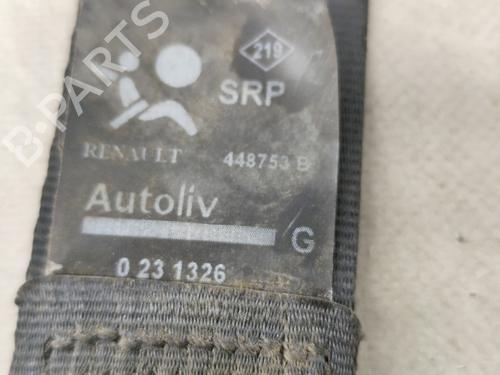 219
SRP
RENAULT 448753 B
Autoliv
G
0 23 1326
B-PARTS